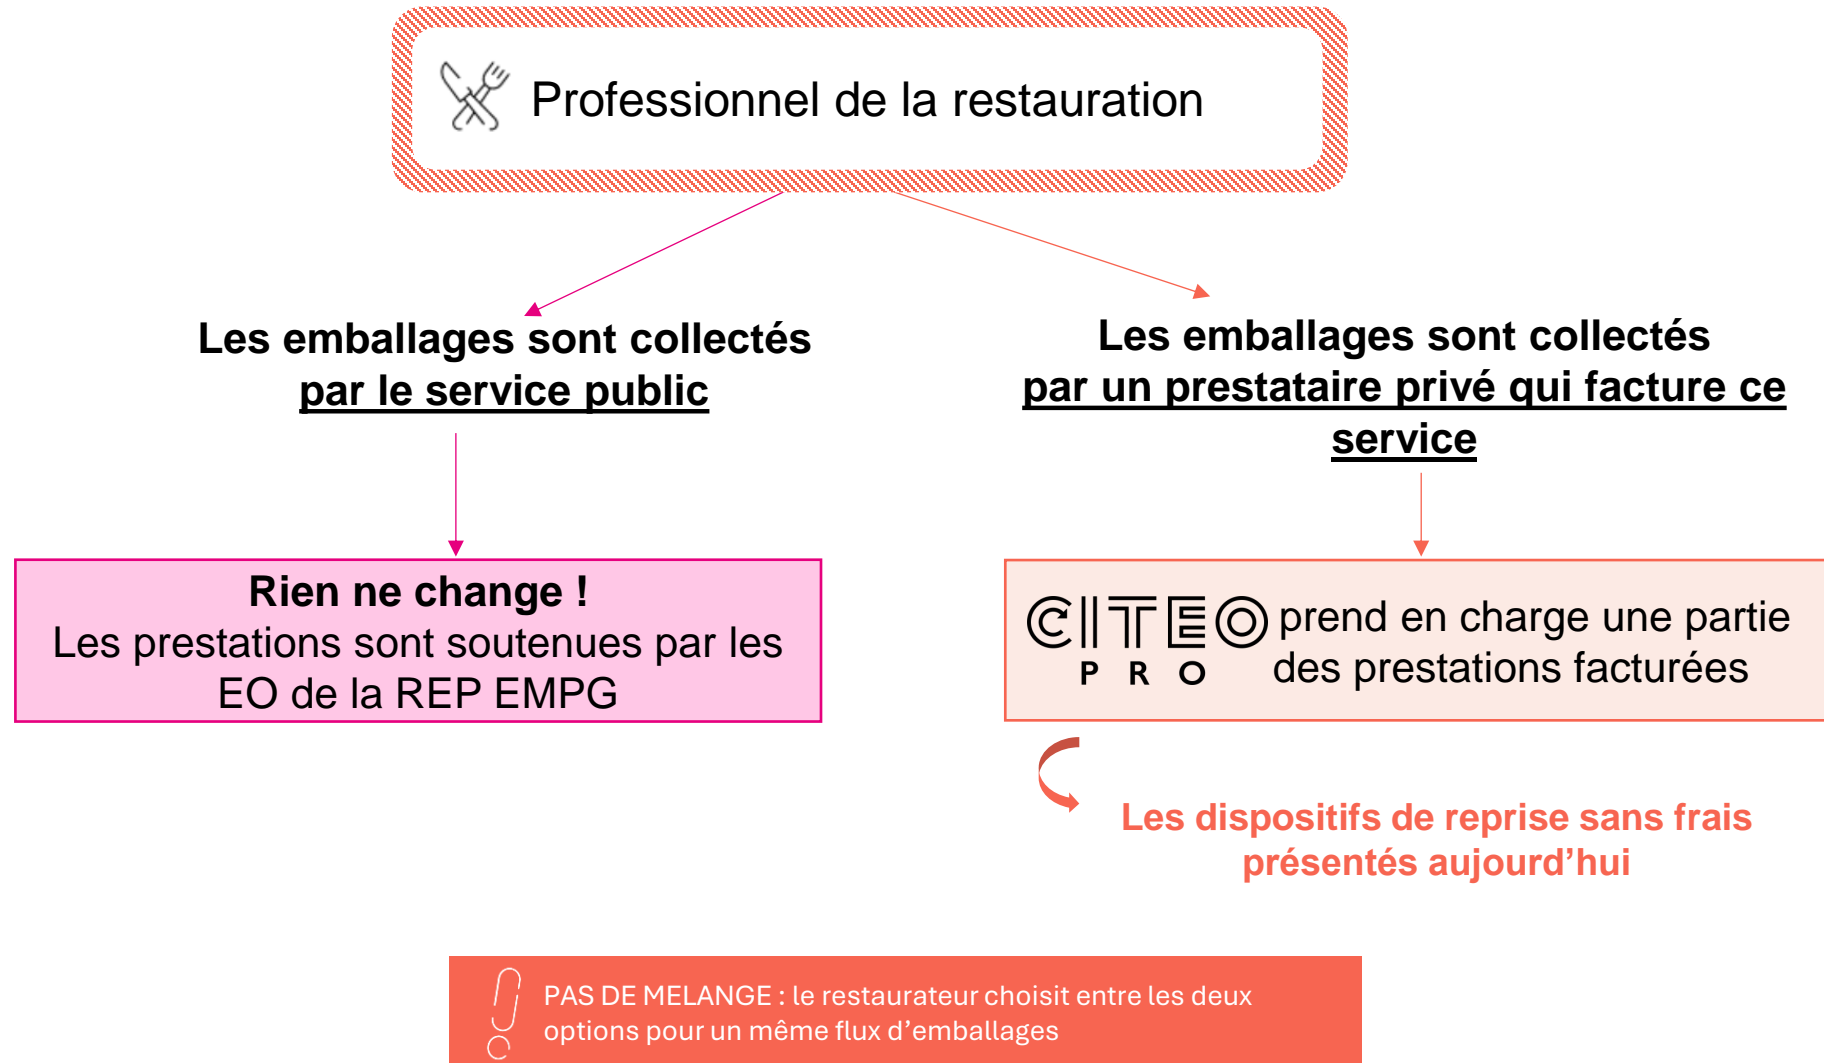 Professionnel de la restauration
Les emballages sont collectés
par le service public
Les emballages sont collectés
par un prestataire privé qui facture ce
service
Rien ne change !
Les prestations sont soutenues par les
EO de la REP EMPG
CITEO
PRO
prend en charge une partie
des prestations facturées
Les dispositifs de reprise sans frais
présentés aujourd’hui
PAS DE MELANGE : le restaurateur choisit entre les deux
options pour un même flux d’emballages